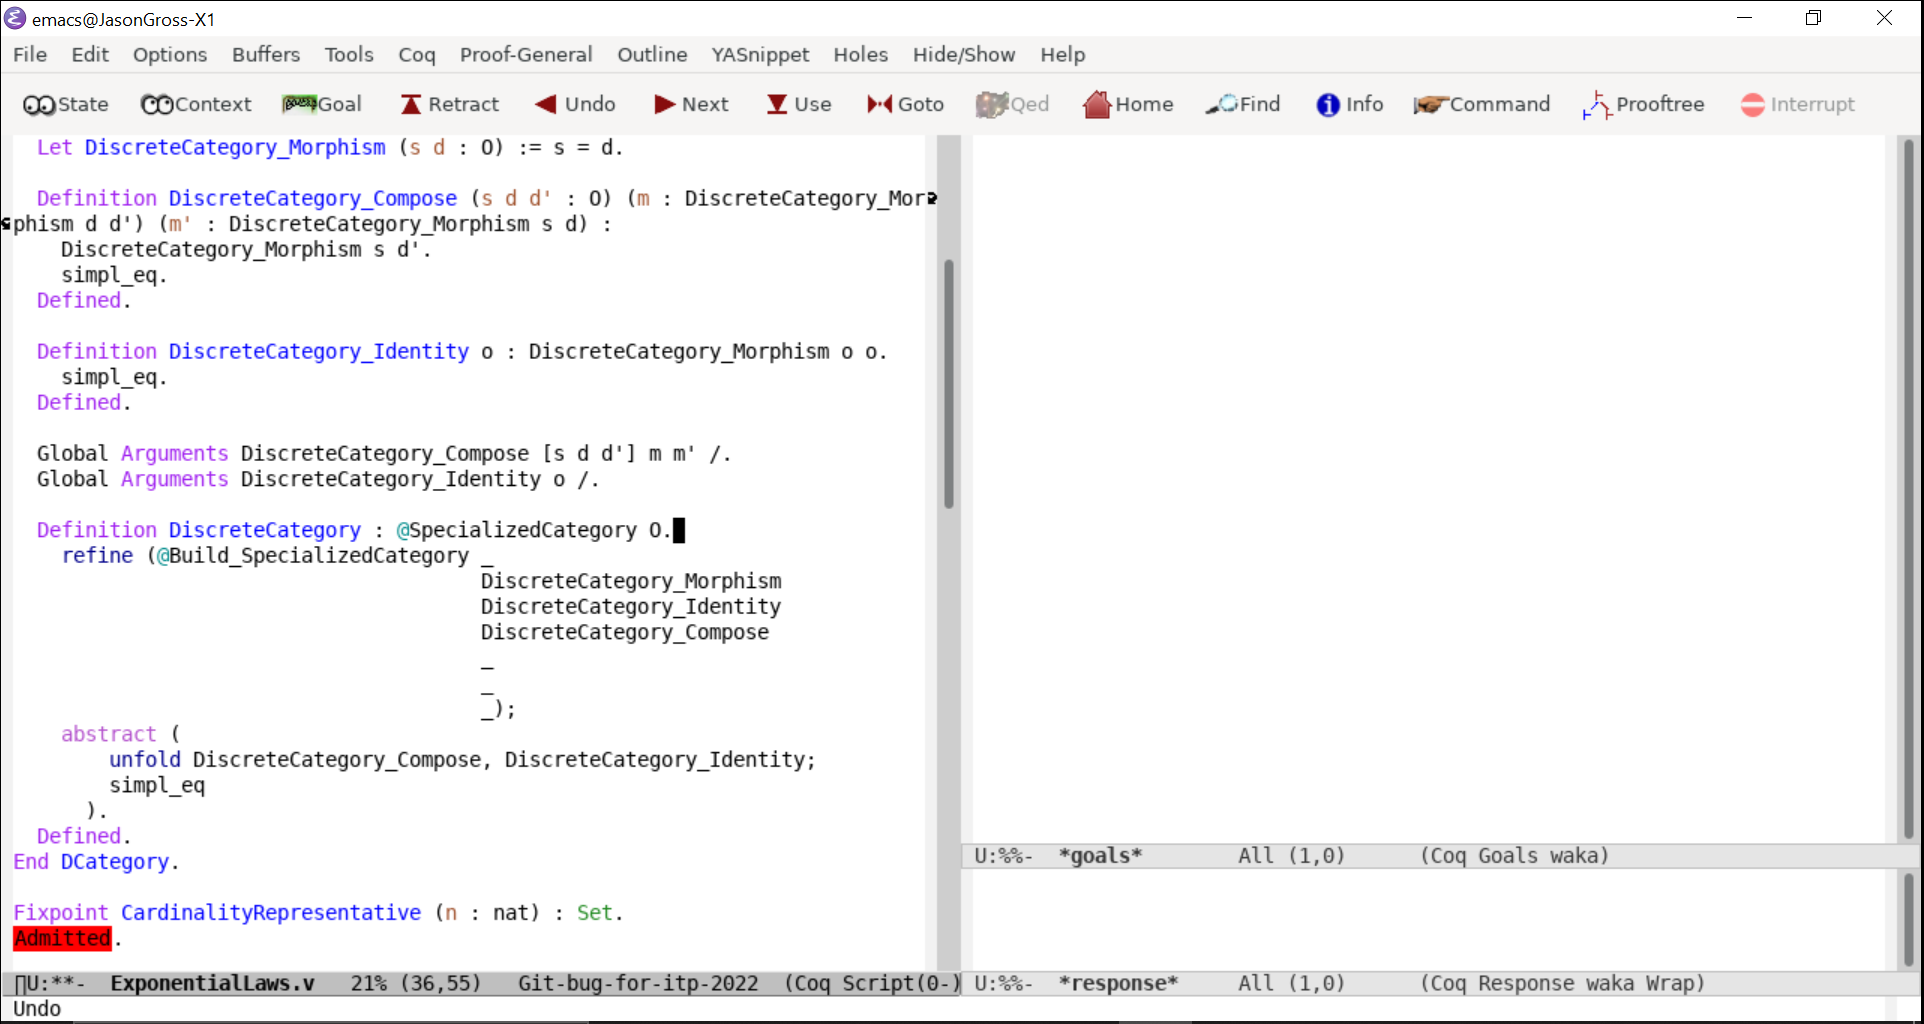 emacs@JasonGross-X1
File Edit Options Buffers Tools Coq Proof-General Outline YASnippet Holes Hide/Show Help
State Context Goal Retract Undo Next Use Goto Qed Home Find Info Command Prooftree Interrupt
Let DiscreteCategory_Morphism (s d : O) := s = d.
Definition DiscreteCategory_Compose (s d d' : O) (m : DiscreteCategory_Mor
phism d d') (m' : DiscreteCategory_Morphism s d) :
DiscreteCategory_Morphism s d'.
simpl_eq.
Defined.
Definition DiscreteCategory_Identity o : DiscreteCategory_Morphism o o.
simpl_eq.
Defined.
Global Arguments DiscreteCategory_Compose [s d d'] m m' /.
Global Arguments DiscreteCategory_Identity o /.
Definition DiscreteCategory : @SpecializedCategory O.
refine (@Build_SpecializedCategory _
DiscreteCategory_Morphism
DiscreteCategory_Identity
DiscreteCategory_Compose
_
_
_);
abstract (
unfold DiscreteCategory_Compose, DiscreteCategory_Identity;
simpl_eq
).
Defined.
End DCategory.
Fixpoint CardinalityRepresentative (n : nat) : Set.
Admitted.
U:**-  ExponentialLaws.v   21% (36,55)   Git-bug-for-itp-2022  (Coq Script(0-)
Undo
U:%%-  *goals*        All (1,0)      (Coq Goals waka)
U:%%-  *response*     All (1,0)      (Coq Response waka Wrap)